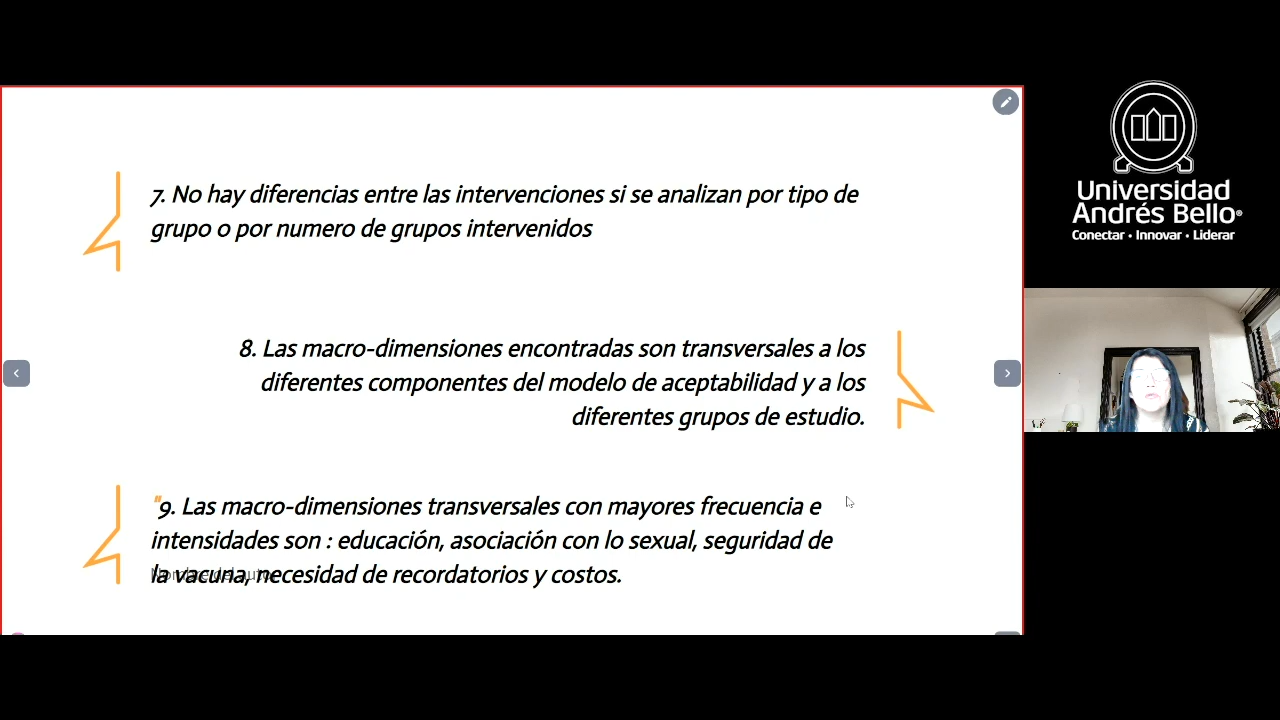 7. No hay diferencias entre las intervenciones si se analizan por tipo de
grupo o por numero de grupos intervenidos
8. Las macro-dimensiones encontradas son transversales a los
diferentes componentes del modelo de aceptabilidad y a los
diferentes grupos de estudio.
"9. Las macro-dimensiones transversales con mayores frecuencia e
intensidades son : educación, asociación con lo sexual, seguridad de
la vacuna, necesidad de recordatorios y costos.
Universidad
Andrés Bello®
Conectar • Innovar • Liderar